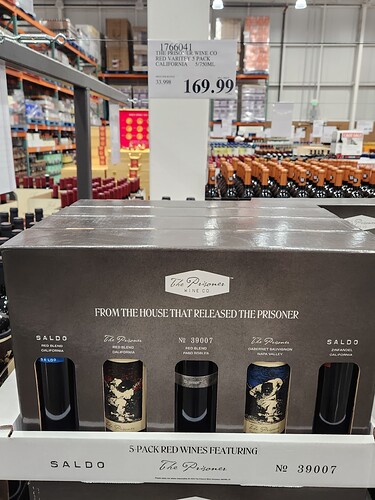 1766041
THE PRISONER WINE CO
RED VARIETY 5 PACK
CALIFORNIA 5/750ML
33.998
169.99
The Prisoner
WINE CO
FROM THE HOUSE THAT RELEASED THE PRISONER
SALDO
RED BLEND
CALIFORNIA
The Prisoner
RED BLEND
CALIFORNIA
No 39007
RED BLEND
PASO ROBLES
The Prisoner
CABERNET SAUVIGNON
NAPA VALLEY
SALDO
ZINFANDEL
CALIFORNIA
5-PACK RED WINES FEATURING
SALDO
The Prisoner
No 39007